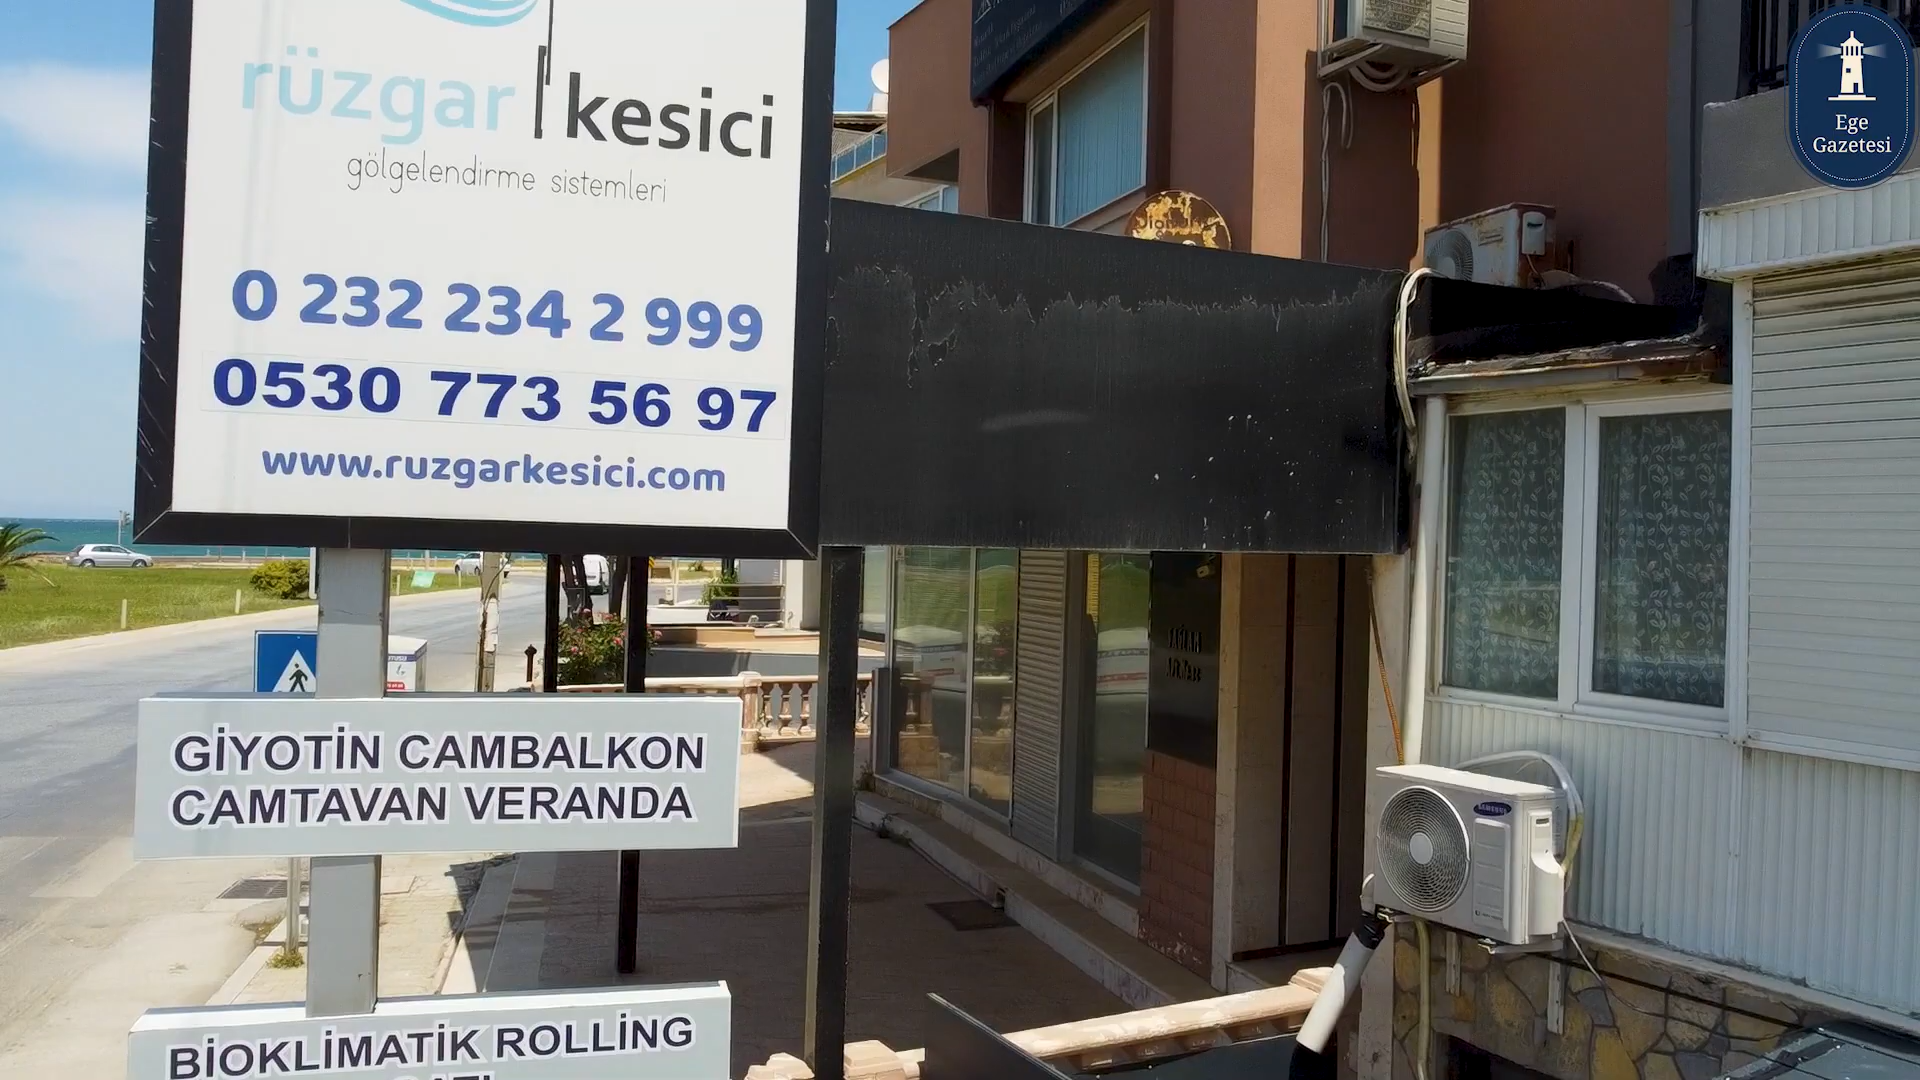 rüzgar kesici
gölgelendirme sistemleri
0 232 234 2 999
0530 773 56 97
www.ruzgarkesici.com
GİYOTİN CAMBALKON
CAMTAVAN VERANDA
BİOKLİMATİK ROLLİNG
SAMSUNG
Ege
Gazetesi